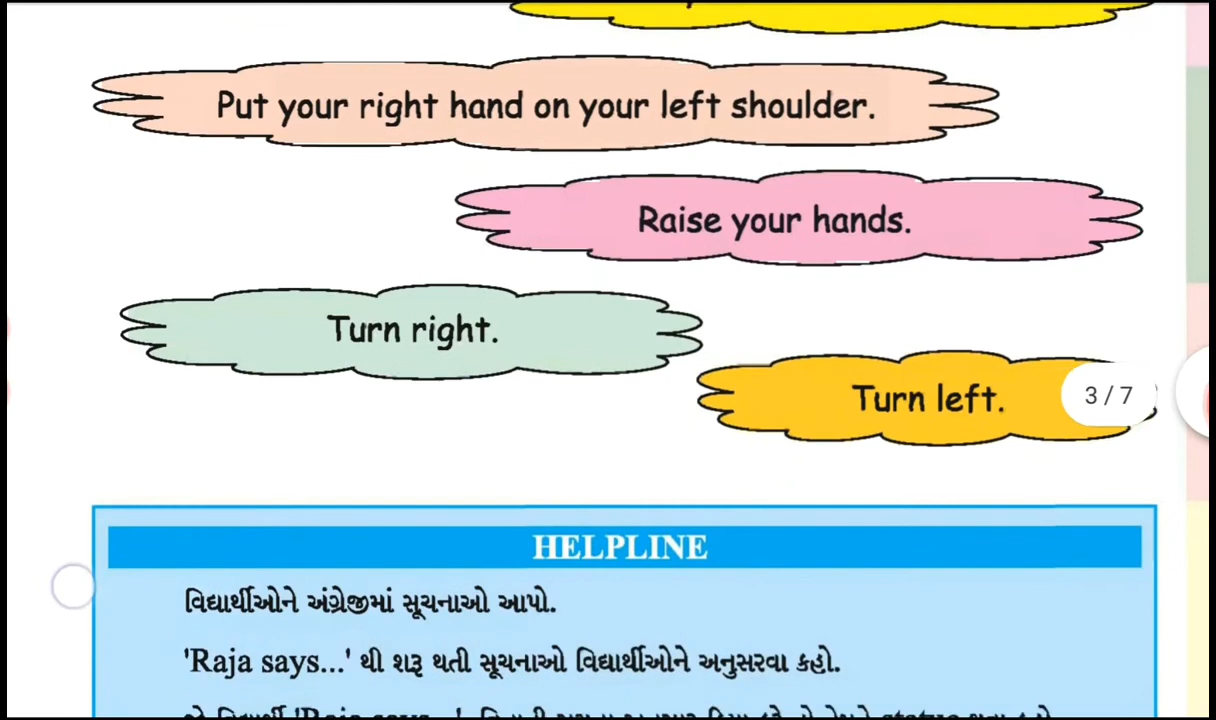 Put your right hand on your left shoulder.
Raise your hands.
Turn right.
Turn left.
3 / 7
HELPLINE
વિદ્યાર્થીઓને અંગ્રેજીમાં સૂચનાઓ આપો.
'Raja says...' થી શરૂ થતી સૂચનાઓ વિદ્યાર્થીઓને અનુસરવા કહો.